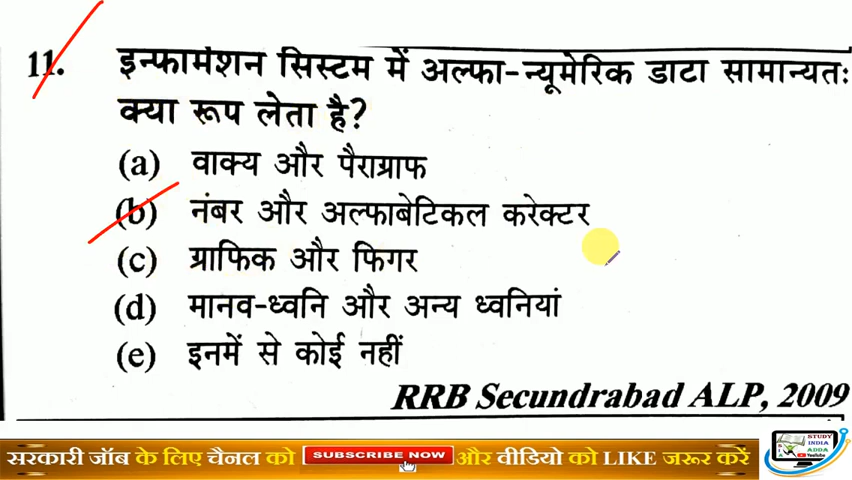 11. इन्फार्मेशन सिस्टम में अल्फा-न्यूमेरिक डाटा सामान्यतः
क्या रूप लेता है?
(a) वाक्य और पैराग्राफ
(b) नंबर और अल्फाबेटिकल करेक्टर
(c) ग्राफिक और फिगर
(d) मानव-ध्वनि और अन्य ध्वनियां
(e) इनमें से कोई नहीं
RRB Secundrabad ALP, 2009
सरकारी जॉब के लिए चैनल को SUBSCRIBE NOW और वीडियो को LIKE जरूर करें
STUDY
INDIA
ADDA
YouTube